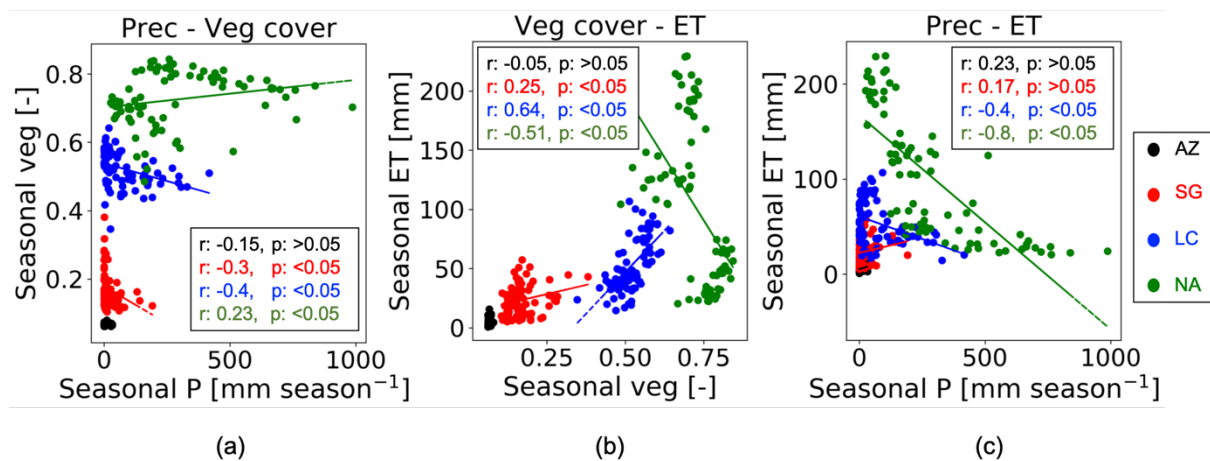 Prec - Veg cover
Seasonal veg [-]
0.8
0.6
0.4
0.2
r: -0.15, p: >0.05
r: -0.3, p: <0.05
r: -0.4, p: <0.05
r: 0.23, p: <0.05
0 500 1000
Seasonal P [mm season⁻¹]
(a)
Veg cover - ET
Seasonal ET [mm]
200
150
100
50
0
r: -0.05, p: >0.05
r: 0.25, p: <0.05
r: 0.64, p: <0.05
r: -0.51, p: <0.05
0.25 0.50 0.75
Seasonal veg [-]
(b)
Prec - ET
Seasonal ET [mm]
200
100
0
r: 0.23, p: >0.05
r: 0.17, p: >0.05
r: -0.4, p: <0.05
r: -0.8, p: <0.05
0 500 1000
Seasonal P [mm season⁻¹]
(c)
AZ
SG
LC
NA